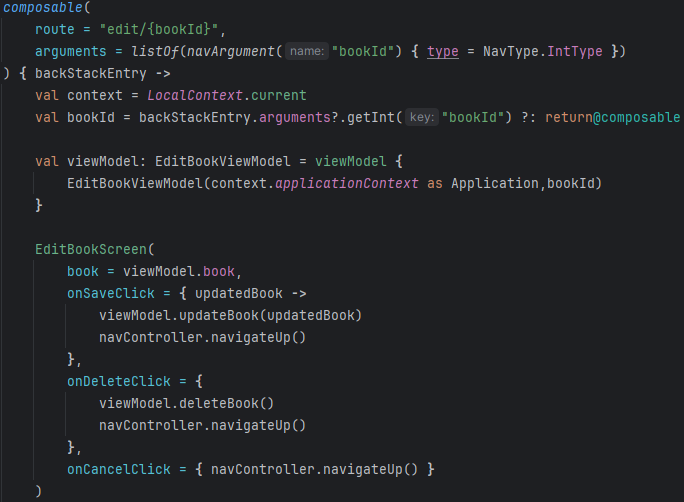 composable(
    route = "edit/{bookId}",
    arguments = listOf(navArgument( name: "bookId") { type = NavType.IntType })
) { backStackEntry ->
    val context = LocalContext.current
    val bookId = backStackEntry.arguments?.getInt( key: "bookId") ?: return@composable
    val viewModel: EditBookViewModel = viewModel {
        EditBookViewModel(context.applicationContext as Application,bookId)
    }
    EditBookScreen(
        book = viewModel.book,
        onSaveClick = { updatedBook ->
            viewModel.updateBook(updatedBook)
            navController.navigateUp()
        },
        onDeleteClick = {
            viewModel.deleteBook()
            navController.navigateUp()
        },
        onCancelClick = { navController.navigateUp() }
    )